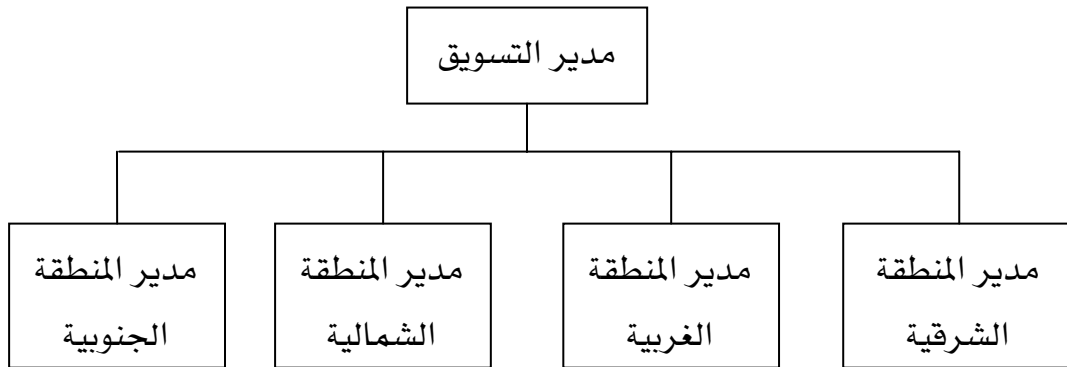 مدير التسويق
مدير المنطقة
الشرقية
مدير المنطقة
الغربية
مدير المنطقة
الشمالية
مدير المنطقة
الجنوبية